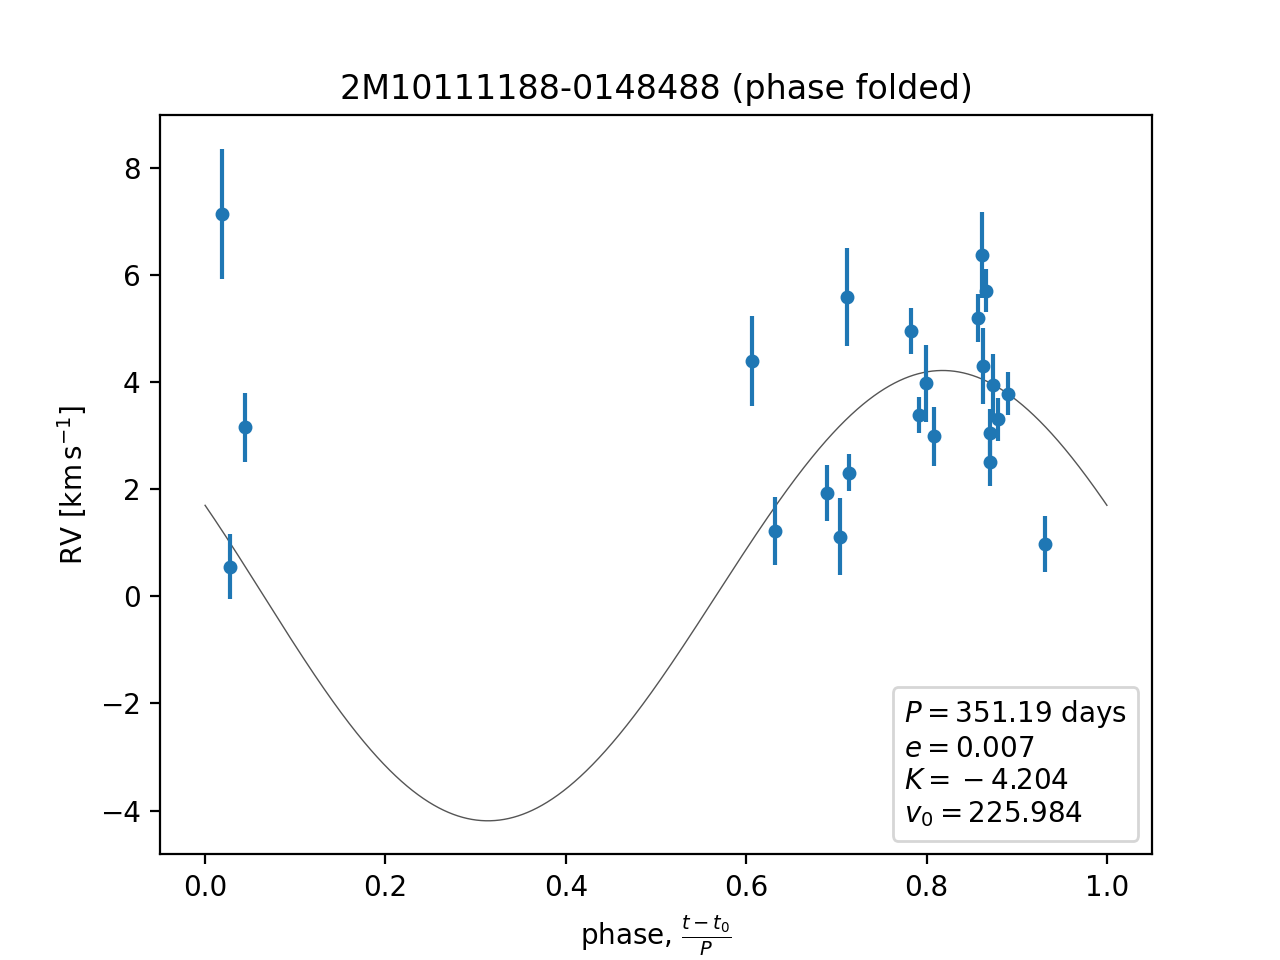 2M10111188-0148488 (phase folded)
RV [km s⁻¹]
8
6
4
2
0
−2
−4
P = 351.19 days
e = 0.007
K = −4.204
v₀ = 225.984
0.0 0.2 0.4 0.6 0.8 1.0
phase, (t − t₀)/P